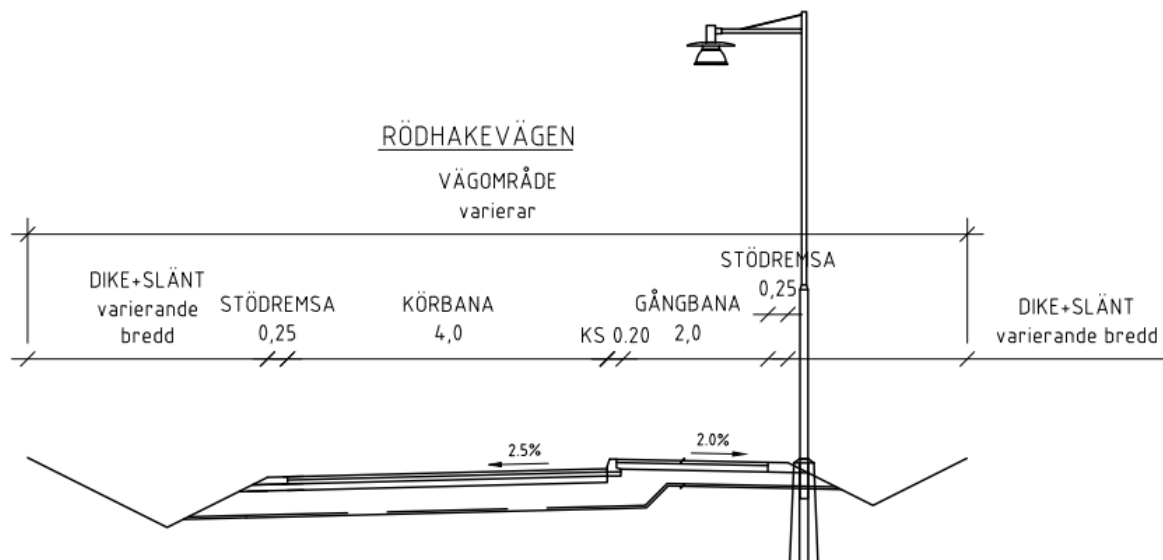 RÖDHAKEVÄGEN
VÄGOMRÅDE
varierar
DIKE+SLÄNT
varierande
bredd
STÖDREMSA
0,25
KÖRBANA
4,0
KS 0.20
GÅNGBANA
2,0
STÖDREMSA
0,25
DIKE+SLÄNT
varierande bredd
2.5%
2.0%